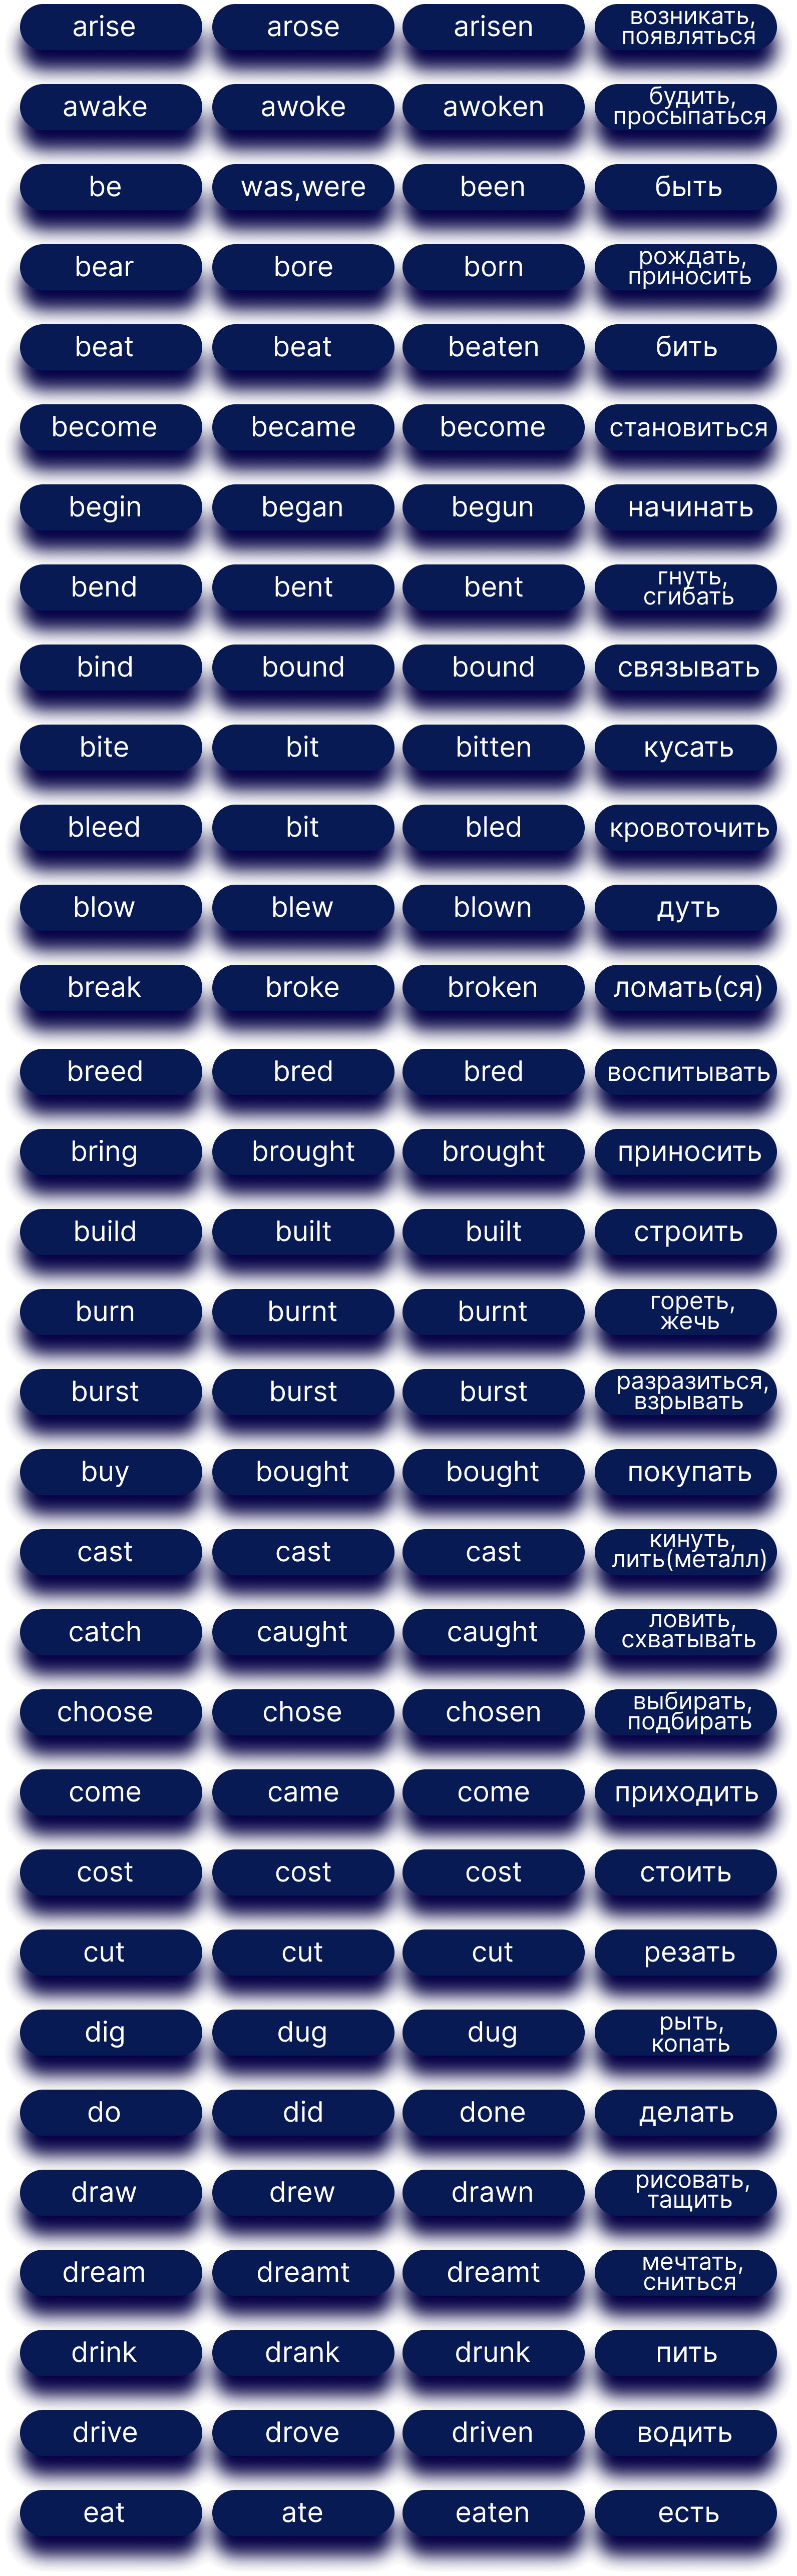 arise arose arisen возникать,
появляться
awake awoke awoken будить,
просыпаться
be was,were been быть
bear bore born рождать,
приносить
beat beat beaten бить
become became become становиться
begin began begun начинать
bend bent bent гнуть,
сгибать
bind bound bound связывать
bite bit bitten кусать
bleed bit bled кровоточить
blow blew blown дуть
break broke broken ломать(ся)
breed bred bred воспитывать
bring brought brought приносить
build built built строить
burn burnt burnt гореть,
жечь
burst burst burst разразиться,
взрывать
buy bought bought покупать
cast cast cast кинуть,
лить(металл)
catch caught caught ловить,
схватывать
choose chose chosen выбирать,
подбирать
come came come приходить
cost cost cost стоить
cut cut cut резать
dig dug dug рыть,
копать
do did done делать
draw drew drawn рисовать,
тащить
dream dreamt dreamt мечтать,
сниться
drink drank drunk пить
drive drove driven водить
eat ate eaten есть